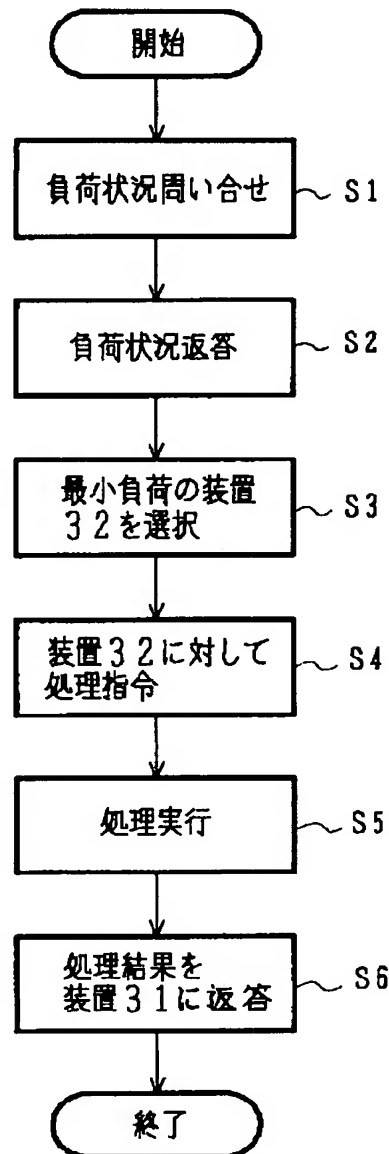 開始
負荷状況問い合せ
S1
負荷状況返答
S2
最小負荷の装置
32を選択
S3
装置32に対して
処理指令
S4
処理実行
S5
処理結果を
装置31に返答
S6
終了